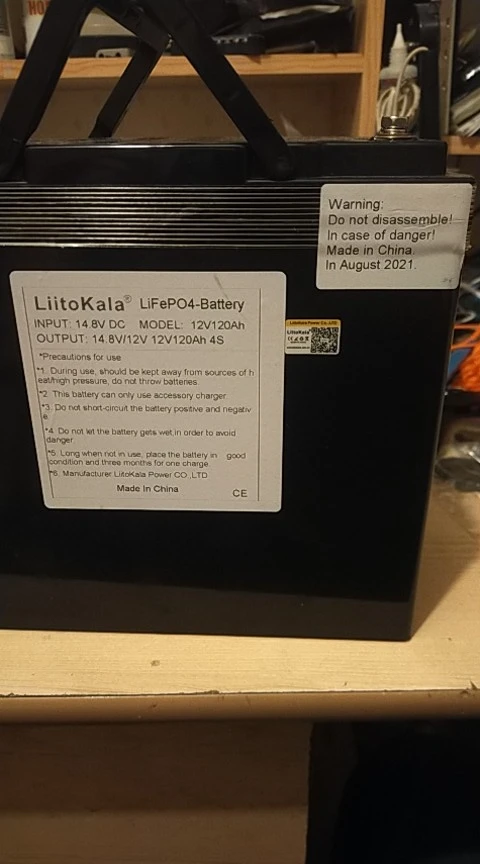 Warning:
Do not disassemble!
In case of danger!
Made in China.
In August 2021.
LiitoKala® LiFePO4-Battery
INPUT: 14.8V DC MODEL: 12V120Ah
OUTPUT: 14.8V/12V 12V120Ah 4S
*Precautions for use
*1. During use, should be kept away from sources of h
eat/high pressure, do not throw batteries.
*2. This battery can only use accessory charger.
*3. Do not short-circuit the battery positive and negativ
e.
*4. Do not let the battery gets wet,in order to avoid
danger.
*5. Long when not in use, place the battery in good
condition and three months for one charge.
*6. Manufacturer:LiitoKala Power CO.,LTD
Made In China
CE
LiitoKala Power Co.,LTD